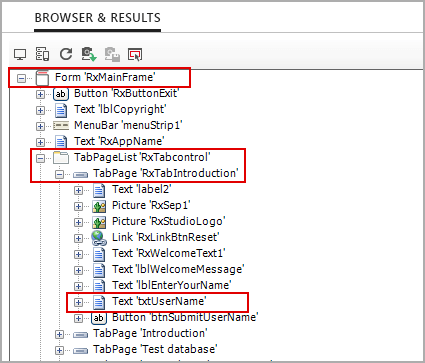 BROWSER & RESULTS
Form 'RxMainFrame'
ab Button 'RxButtonExit'
Text 'lblCopyright'
MenuBar 'menuStrip1'
Text 'RxAppName'
TabPageList 'RxTabcontrol'
TabPage 'RxTabIntroduction'
Text 'label2'
Picture 'RxSep1'
Picture 'RxStudioLogo'
Link 'RxLinkBtnReset'
Text 'RxWelcomeText1'
Text 'lblWelcomeMessage'
Text 'lblEnterYourName'
Text 'txtUserName'
ab Button 'btnSubmitUserName'
TabPage 'Introduction'
TabPage 'Test database'